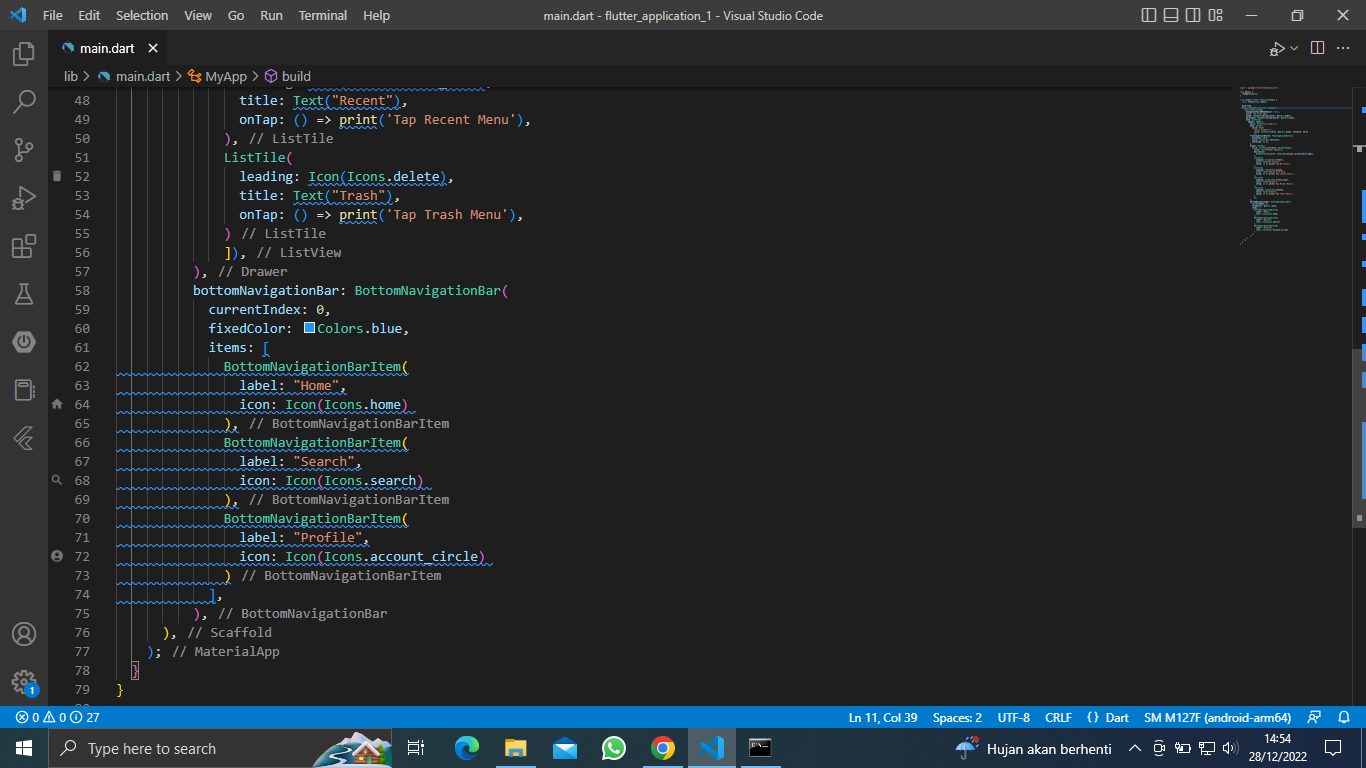 File Edit Selection View Go Run Terminal Help main.dart - flutter_application_1 - Visual Studio Code
main.dart
lib > main.dart > MyApp > build
48 title: Text("Recent"),
49 onTap: () => print('Tap Recent Menu'),
50 ), // ListTile
51 ListTile(
52 leading: Icon(Icons.delete),
53 title: Text("Trash"),
54 onTap: () => print('Tap Trash Menu'),
55 ) // ListTile
56 ]), // ListView
57 ), // Drawer
58 bottomNavigationBar: BottomNavigationBar(
59 currentIndex: 0,
60 fixedColor: Colors.blue,
61 items: [
62 BottomNavigationBarItem(
63 label: "Home",
64 icon: Icon(Icons.home)
65 ), // BottomNavigationBarItem
66 BottomNavigationBarItem(
67 label: "Search",
68 icon: Icon(Icons.search)
69 ), // BottomNavigationBarItem
70 BottomNavigationBarItem(
71 label: "Profile",
72 icon: Icon(Icons.account_circle)
73 ) // BottomNavigationBarItem
74 ],
75 ), // BottomNavigationBar
76 ), // Scaffold
77 ); // MaterialApp
78 }
79 }
1
0 0 27 Ln 11, Col 39 Spaces: 2 UTF-8 CRLF {} Dart SM M127F (android-arm64)
Type here to search Hujan akan berhenti 14:54
28/12/2022